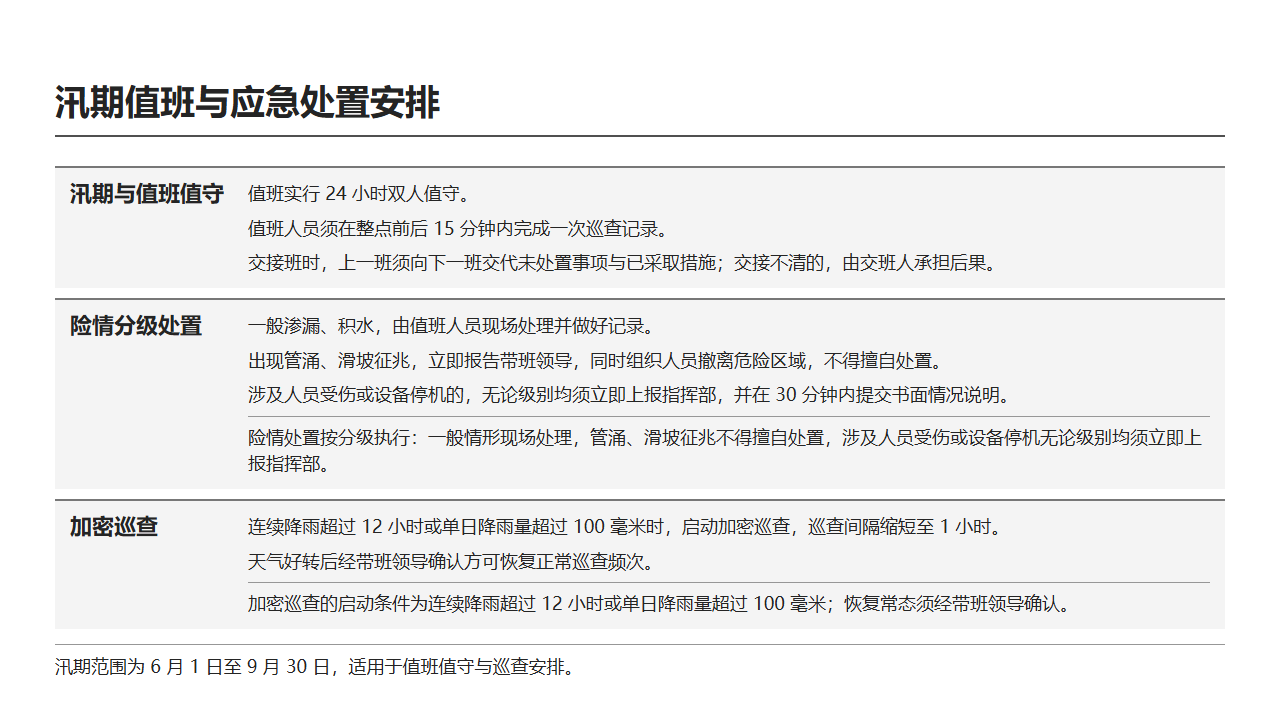 汛期值班与应急处置安排
汛期与值班值守
值班实行 24 小时双人值守。
值班人员须在整点前后 15 分钟内完成一次巡查记录。
交接班时，上一班须向下一班交代未处置事项与已采取措施；交接不清的，由交班人承担后果。
险情分级处置
一般渗漏、积水，由值班人员现场处理并做好记录。
出现管涌、滑坡征兆，立即报告带班领导，同时组织人员撤离危险区域，不得擅自处置。
涉及人员受伤或设备停机的，无论级别均须立即上报指挥部，并在 30 分钟内提交书面情况说明。
险情处置按分级执行：一般情形现场处理，管涌、滑坡征兆不得擅自处置，涉及人员受伤或设备停机无论级别均须立即上
报指挥部。
加密巡查
连续降雨超过 12 小时或单日降雨量超过 100 毫米时，启动加密巡查，巡查间隔缩短至 1 小时。
天气好转后经带班领导确认方可恢复正常巡查频次。
加密巡查的启动条件为连续降雨超过 12 小时或单日降雨量超过 100 毫米；恢复常态须经带班领导确认。
汛期范围为 6 月 1 日至 9 月 30 日，适用于值班值守与巡查安排。